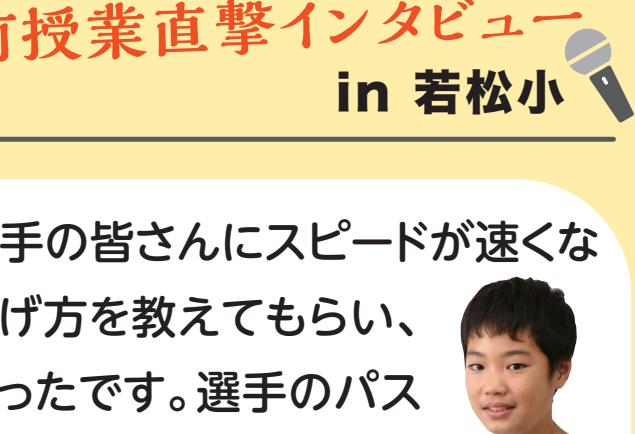 授業直撃インタビュー
in 若松小
手の皆さんにスピードが速くな
げ方を教えてもらい、
ったです。選手のパス